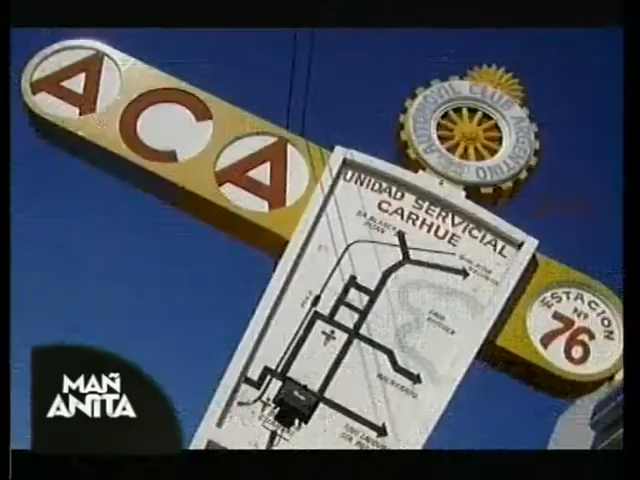 ACA
AUTOMOVIL CLUB ARGENTINO
UNIDAD SERVICIAL
CARHUE
ESTACION
Nº
76
MAÑ
ANITA